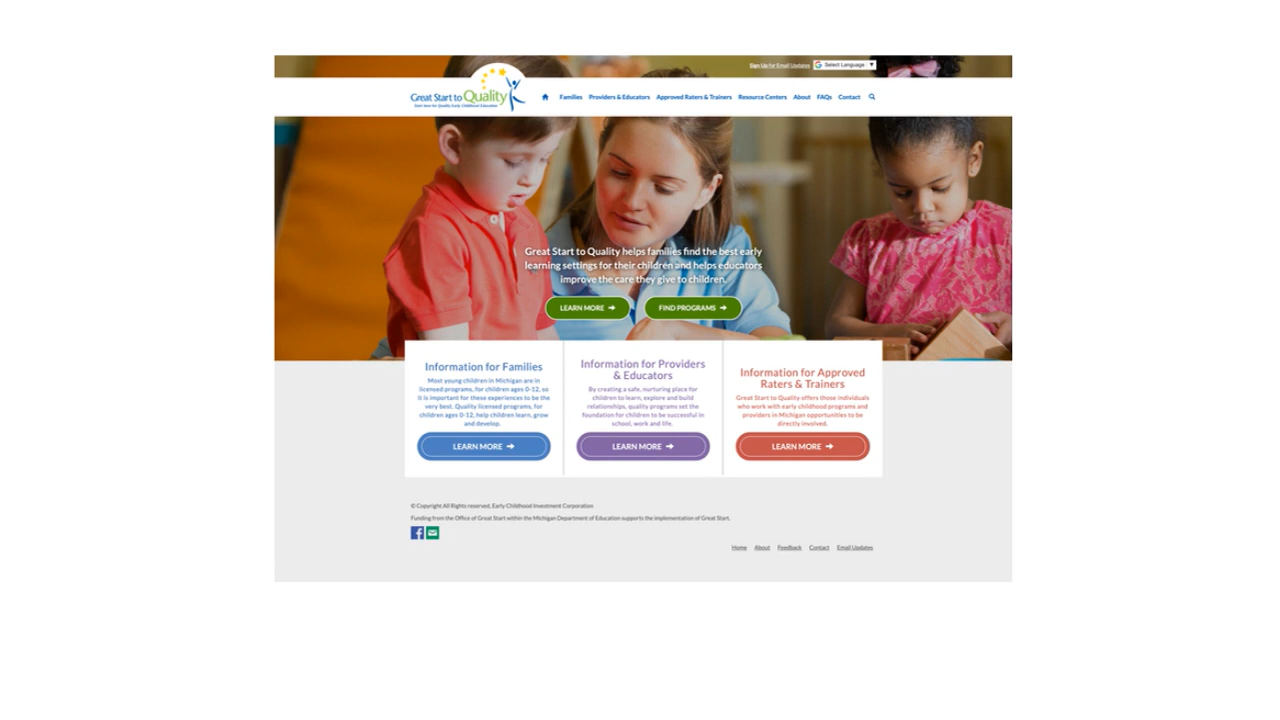 Sign Up for Email Updates
Select Language ▼
Great Start to Quality
Start here for Quality Early Childhood Education
Families
Providers & Educators
Approved Raters & Trainers
Resource Centers
About
FAQs
Contact
Great Start to Quality helps families find the best early
learning settings for their children and helps educators
improve the care they give to children.
LEARN MORE
FIND PROGRAMS
Information for Families
Most young children in Michigan are in
licensed programs, for children ages 0-12, so
it is important for these experiences to be the
very best. Quality licensed programs, for
children ages 0-12, help children learn, grow
and develop.
LEARN MORE
Information for Providers
& Educators
By creating a safe, nurturing place for
children to learn, explore and build
relationships, quality programs set the
foundation for children to be successful in
school, work and life.
LEARN MORE
Information for Approved
Raters & Trainers
Great Start to Quality offers those individuals
who work with early childhood programs and
providers in Michigan opportunities to be
directly involved.
LEARN MORE
© Copyright All Rights reserved, Early Childhood Investment Corporation
Funding from the Office of Great Start within the Michigan Department of Education supports the implementation of Great Start.
Home
About
Feedback
Contact
Email Updates